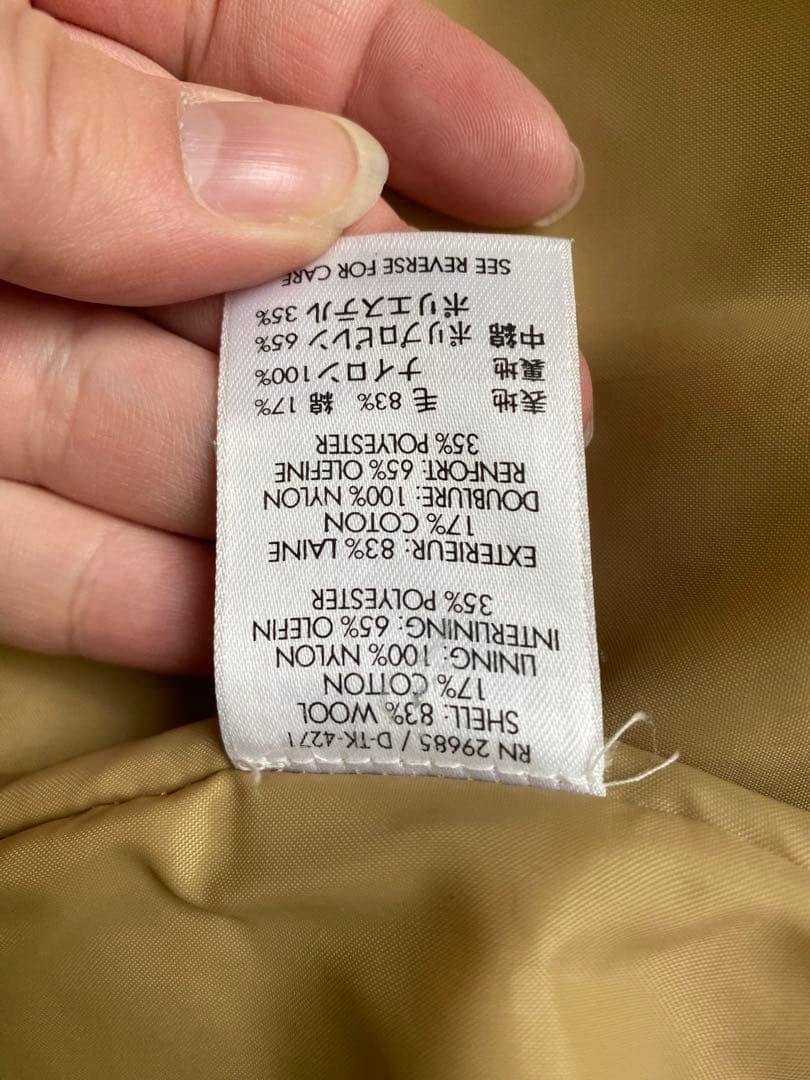 RN 29685 / D-TK-4271
SHELL: 83% WOOL
17% COTTON
LINING: 100% NYLON
INTERLINING: 65% OLEFIN
35% POLYESTER
EXTERIEUR: 83% LAINE
17% COTON
DOUBLURE: 100% NYLON
RENFORT: 65% OLEFINE
35% POLYESTER
表地 毛 83% 綿 17%
裏地 ナイロン100%
中綿 ポリプロピレン 65%
ポリエステル 35%
SEE REVERSE FOR CARE